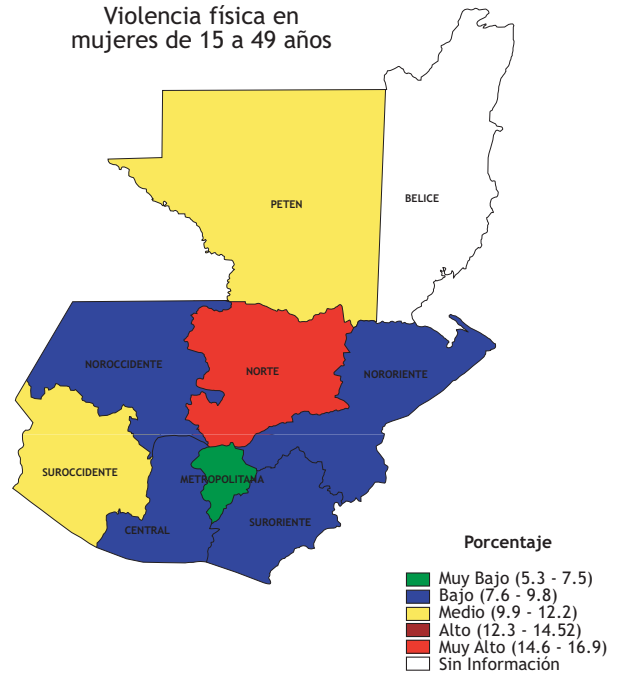 Violencia física en
mujeres de 15 a 49 años
PETEN
BELICE
NOROCCIDENTE
NORTE
NORORIENTE
SUROCCIDENTE
METROPOLITANA
CENTRAL
SURORIENTE
Porcentaje
Muy Bajo (5.3 - 7.5)
Bajo (7.6 - 9.8)
Medio (9.9 - 12.2)
Alto (12.3 - 14.52)
Muy Alto (14.6 - 16.9)
Sin Información